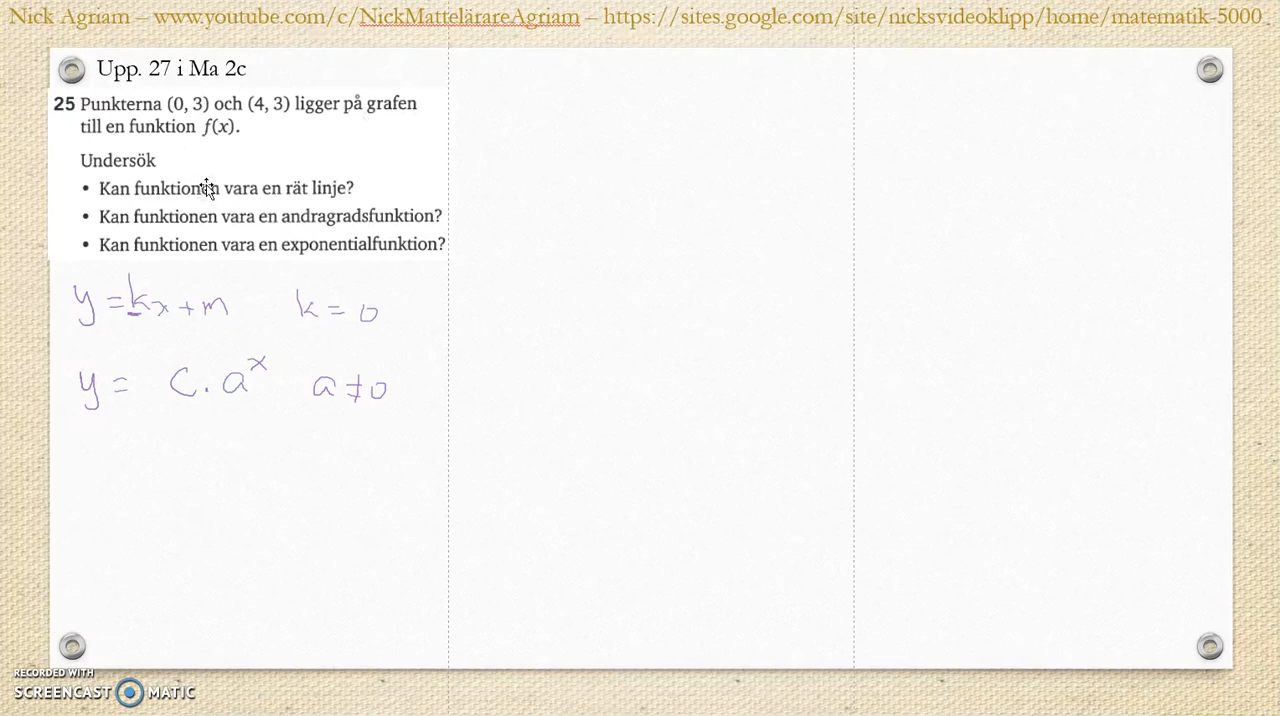 Nick Agriam – www.youtube.com/c/NickMattelärareAgriam – https://sites.google.com/site/nicksvideoklipp/home/matematik-5000
Upp. 27 i Ma 2c
25 Punkterna (0, 3) och (4, 3) ligger på grafen
till en funktion f(x).
Undersök
• Kan funktionen vara en rät linje?
• Kan funktionen vara en andragradsfunktion?
• Kan funktionen vara en exponentialfunktion?
y = kx + m k = 0
y = C · a^x a ≠ 0
RECORDED WITH
SCREENCAST MATIC